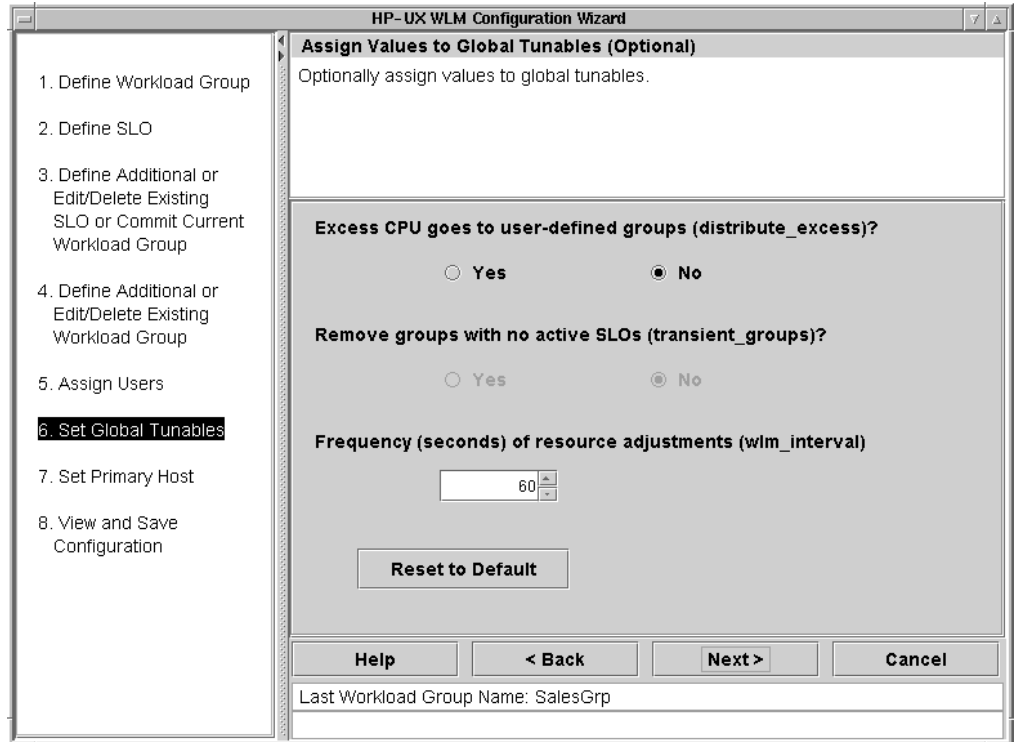 HP-UX WLM Configuration Wizard
1. Define Workload Group
2. Define SLO
3. Define Additional or
Edit/Delete Existing
SLO or Commit Current
Workload Group
4. Define Additional or
Edit/Delete Existing
Workload Group
5. Assign Users
6. Set Global Tunables
7. Set Primary Host
8. View and Save
Configuration
Assign Values to Global Tunables (Optional)
Optionally assign values to global tunables.
Excess CPU goes to user-defined groups (distribute_excess)?
Yes No
Remove groups with no active SLOs (transient_groups)?
Yes No
Frequency (seconds) of resource adjustments (wlm_interval)
60
Reset to Default
Help < Back Next > Cancel
Last Workload Group Name: SalesGrp